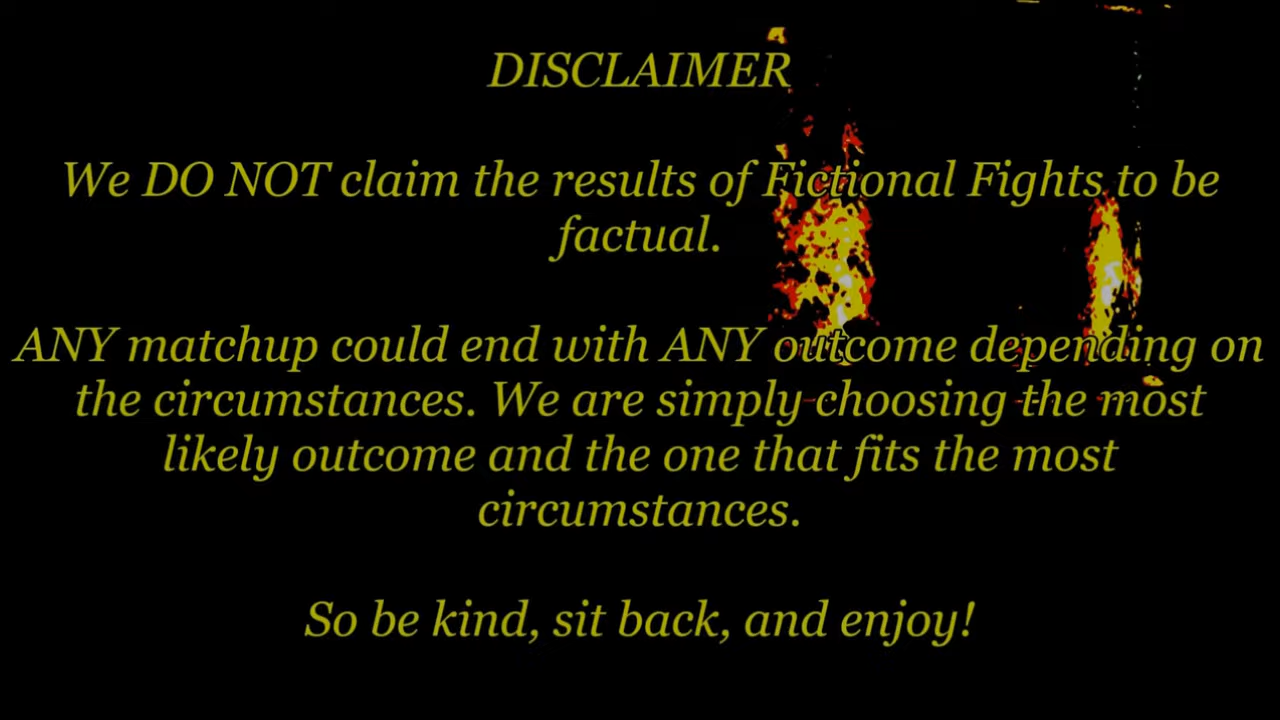 DISCLAIMER
We DO NOT claim the results of Fictional Fights to be
factual.
ANY matchup could end with ANY outcome depending on
the circumstances. We are simply choosing the most
likely outcome and the one that fits the most
circumstances.
So be kind, sit back, and enjoy!